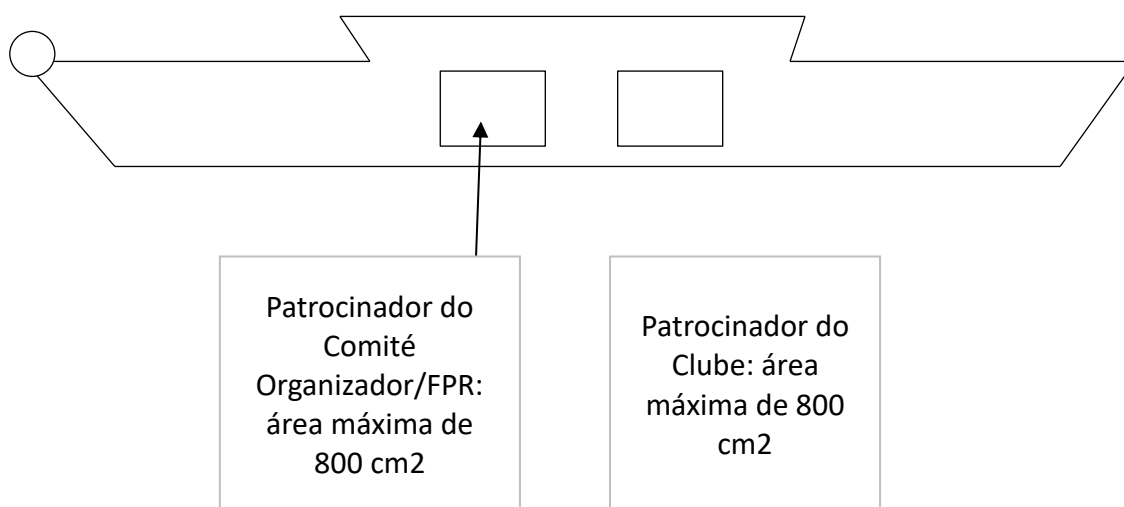 Patrocinador do
Comité
Organizador/FPR:
área máxima de
800 cm2
Patrocinador do
Clube: área
máxima de 800
cm2